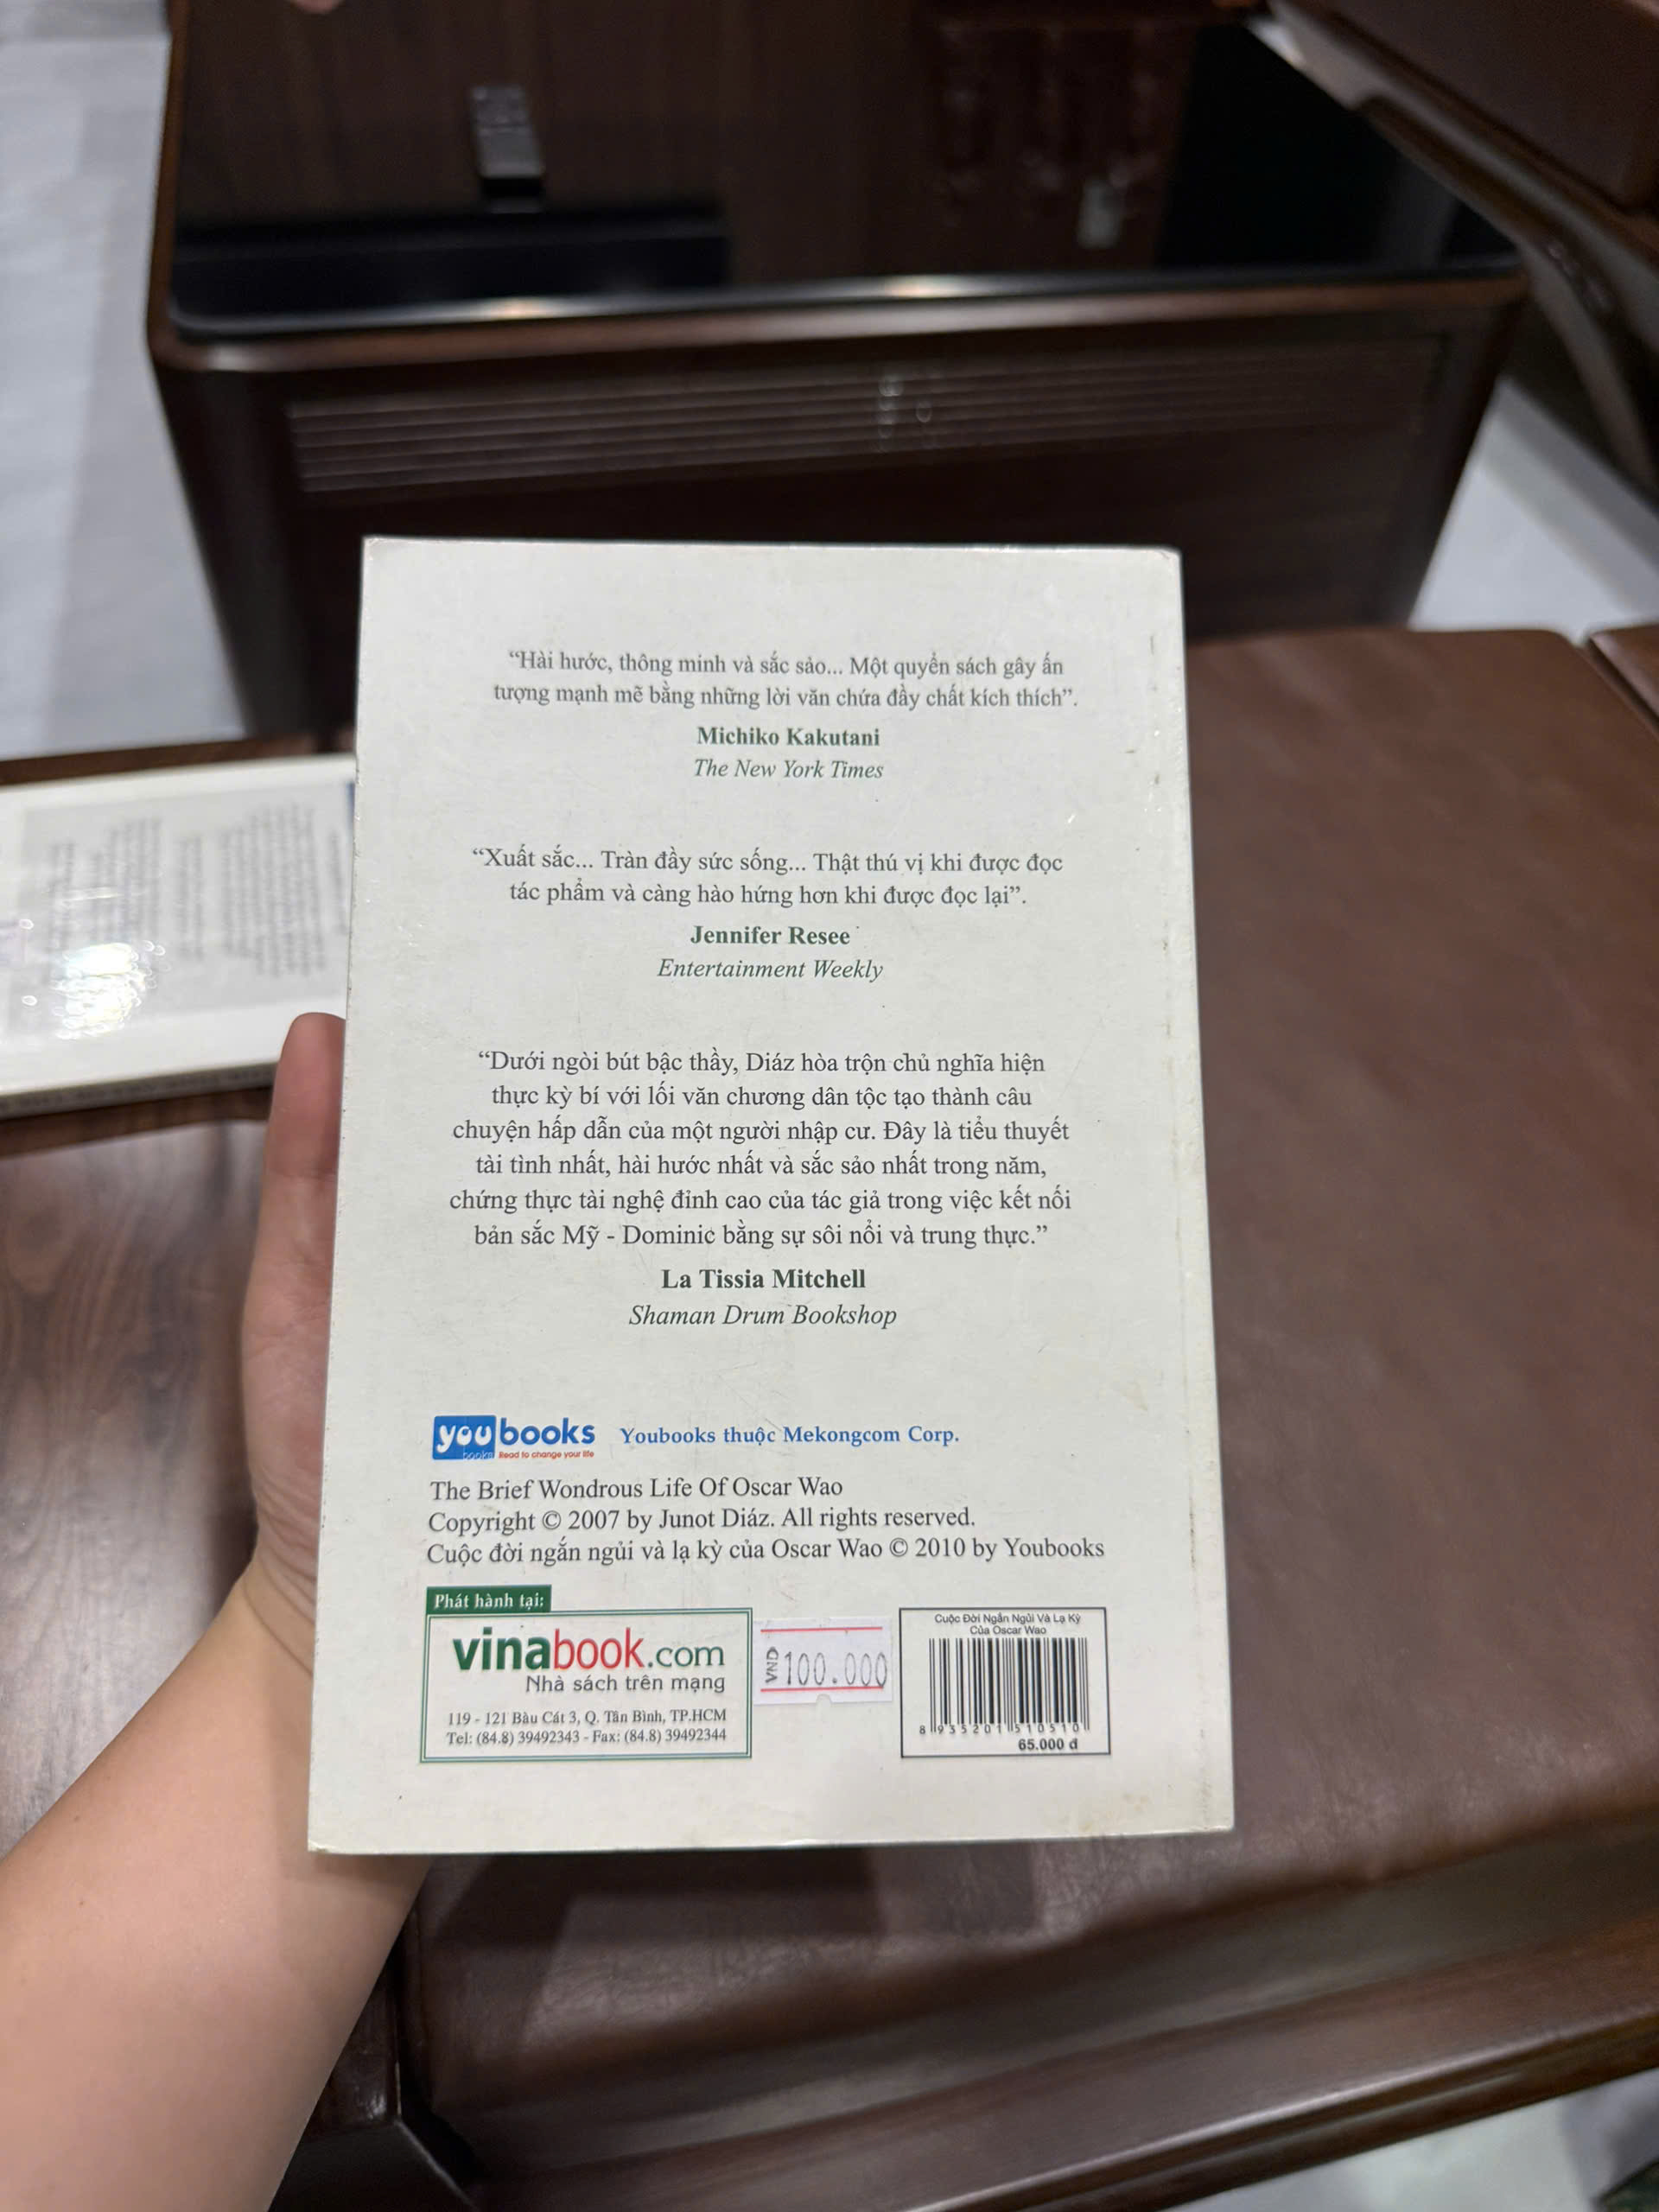 “Hài hước, thông minh và sắc sảo... Một quyển sách gây ấn
tượng mạnh mẽ bằng những lời văn chứa đầy chất kích thích”.
Michiko Kakutani
The New York Times
“Xuất sắc... Tràn đầy sức sống... Thật thú vị khi được đọc
tác phẩm và càng hào hứng hơn khi được đọc lại”.
Jennifer Resee
Entertainment Weekly
“Dưới ngòi bút bậc thầy, Diáz hòa trộn chủ nghĩa hiện
thực kỳ bí với lối văn chương dân tộc tạo thành câu
chuyện hấp dẫn của một người nhập cư. Đây là tiểu thuyết
tài tình nhất, hài hước nhất và sắc sảo nhất trong năm,
chứng thực tài nghệ đỉnh cao của tác giả trong việc kết nối
bản sắc Mỹ - Dominic bằng sự sôi nổi và trung thực.”
La Tissia Mitchell
Shaman Drum Bookshop
youbooks Youbooks thuộc Mekongcom Corp.
books Read to change your life
The Brief Wondrous Life Of Oscar Wao
Copyright © 2007 by Junot Diáz. All rights reserved.
Cuộc đời ngắn ngủi và lạ kỳ của Oscar Wao © 2010 by Youbooks
Phát hành tại:
vinabook.com
Nhà sách trên mạng
119 - 121 Bàu Cát 3, Q. Tân Bình, TP.HCM
Tel: (84.8) 39492343 - Fax: (84.8) 39492344
VND 100.000
Cuộc Đời Ngắn Ngủi Và Lạ Kỳ
Của Oscar Wao
8 935201 510510
65.000 đ